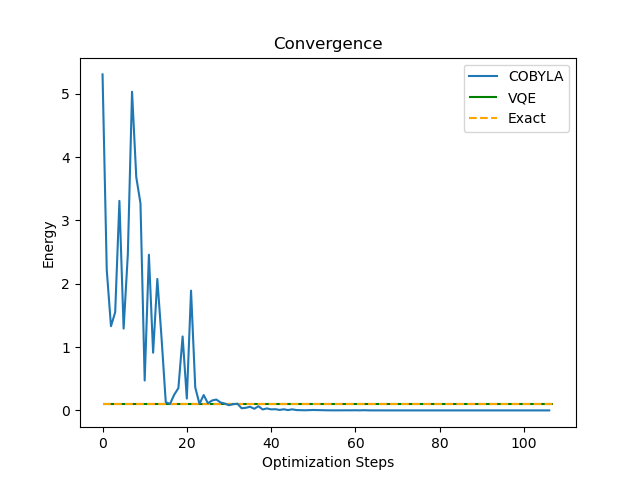 Convergence
COBYLA
VQE
Exact
Energy
5
4
3
2
1
0
0 20 40 60 80 100
Optimization Steps